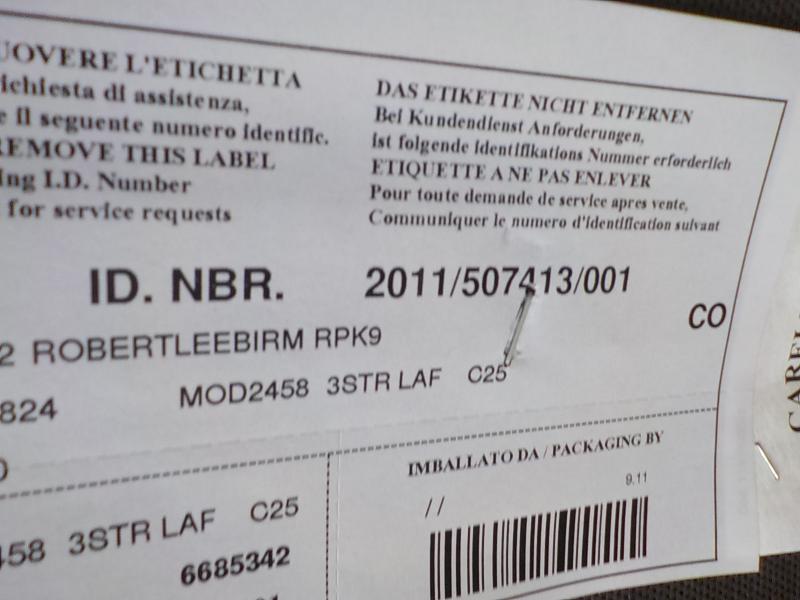 UOVERE L'ETICHETTA
ichiesta di assistenza,
e il seguente numero identific.
REMOVE THIS LABEL
ing I.D. Number
for service requests
DAS ETIKETTE NICHT ENTFERNEN
Bei Kundendienst Anforderungen,
ist folgende Identifikations Nummer erforderlich
ETIQUETTE A NE PAS ENLEVER
Pour toute demande de service apres vente,
Communiquer le numero d'identification suivant
ID. NBR. 2011/507413/001
CO
2 ROBERTLEEBIRM RPK9
824 MOD2458 3STR LAF C25
IMBALLATO DA / PACKAGING BY
// 9.11
458 3STR LAF C25
6685342